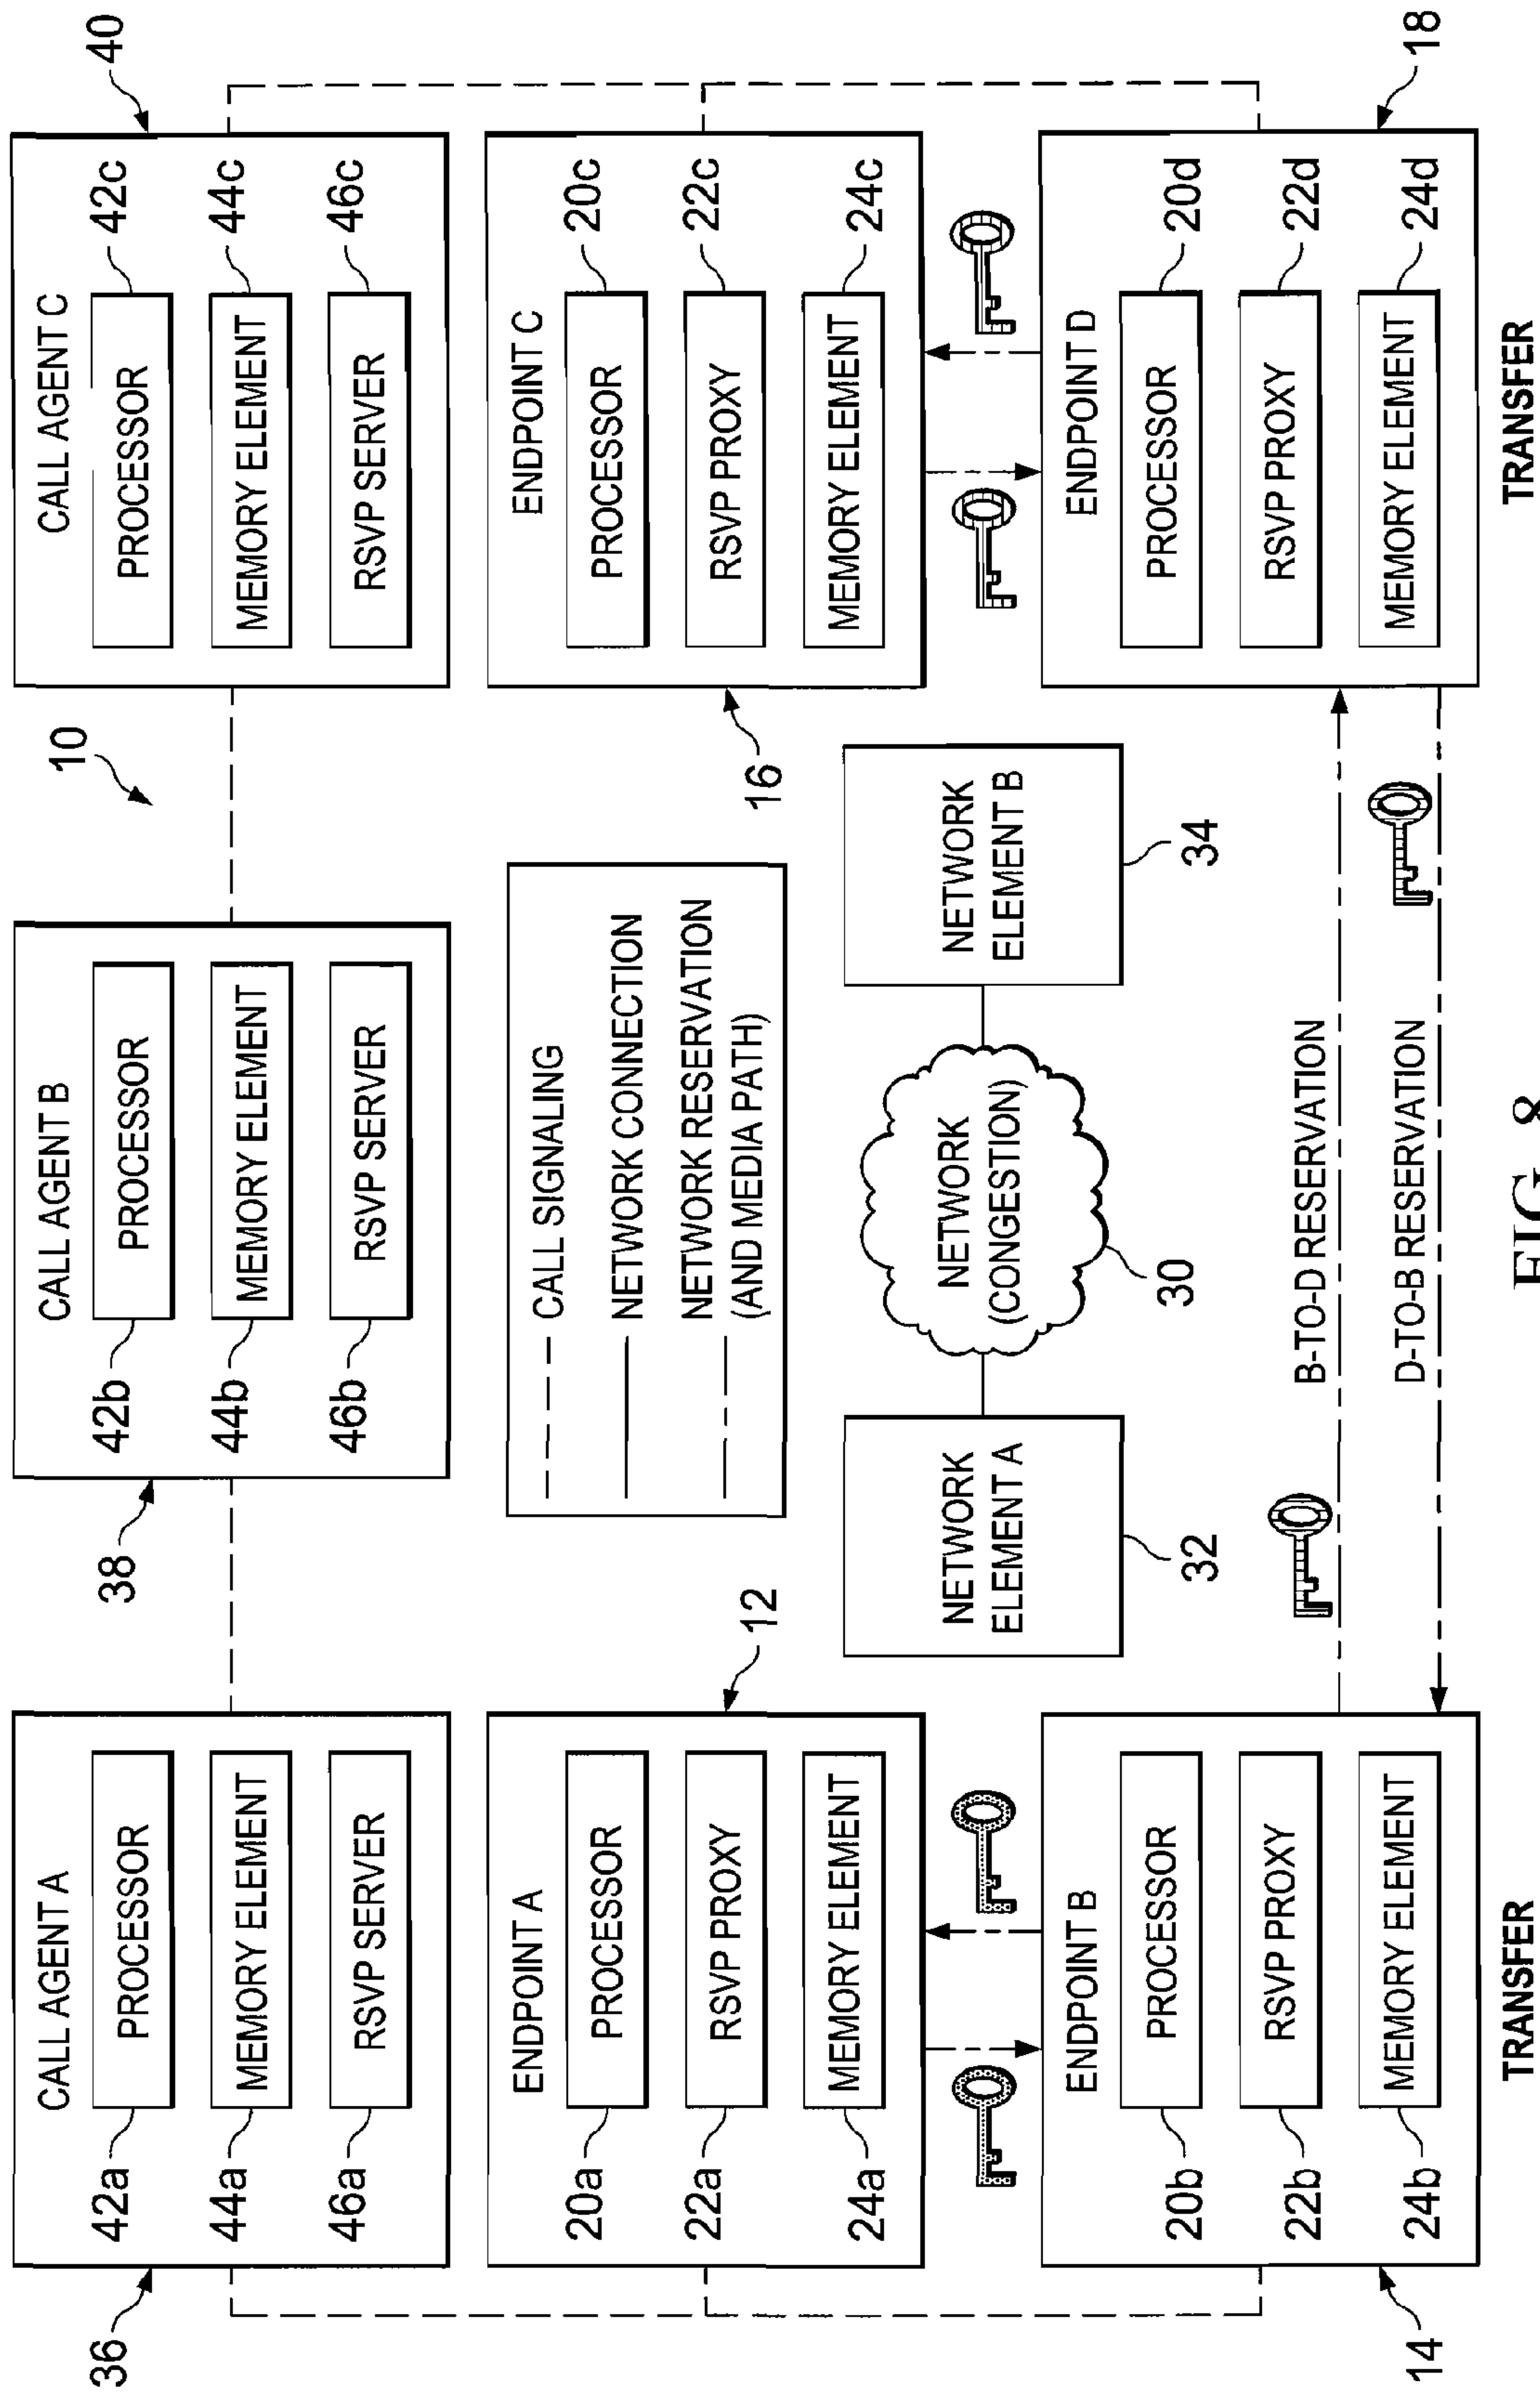 10
CALL AGENT A
PROCESSOR
MEMORY ELEMENT
RSVP SERVER
42a
44a
46a
36
CALL AGENT B
PROCESSOR
MEMORY ELEMENT
RSVP SERVER
42b
44b
46b
38
CALL AGENT C
PROCESSOR
MEMORY ELEMENT
RSVP SERVER
42c
44c
46c
40
ENDPOINT A
PROCESSOR
RSVP PROXY
MEMORY ELEMENT
20a
22a
24a
12
CALL SIGNALING
NETWORK CONNECTION
NETWORK RESERVATION
(AND MEDIA PATH)
ENDPOINT C
PROCESSOR
RSVP PROXY
MEMORY ELEMENT
20c
22c
24c
16
NETWORK
ELEMENT A
32
NETWORK
(CONGESTION)
30
NETWORK
ELEMENT B
34
ENDPOINT B
PROCESSOR
RSVP PROXY
MEMORY ELEMENT
20b
22b
24b
14
TRANSFER
B-TO-D RESERVATION
D-TO-B RESERVATION
ENDPOINT D
PROCESSOR
RSVP PROXY
MEMORY ELEMENT
20d
22d
24d
18
TRANSFER
FIG. 8